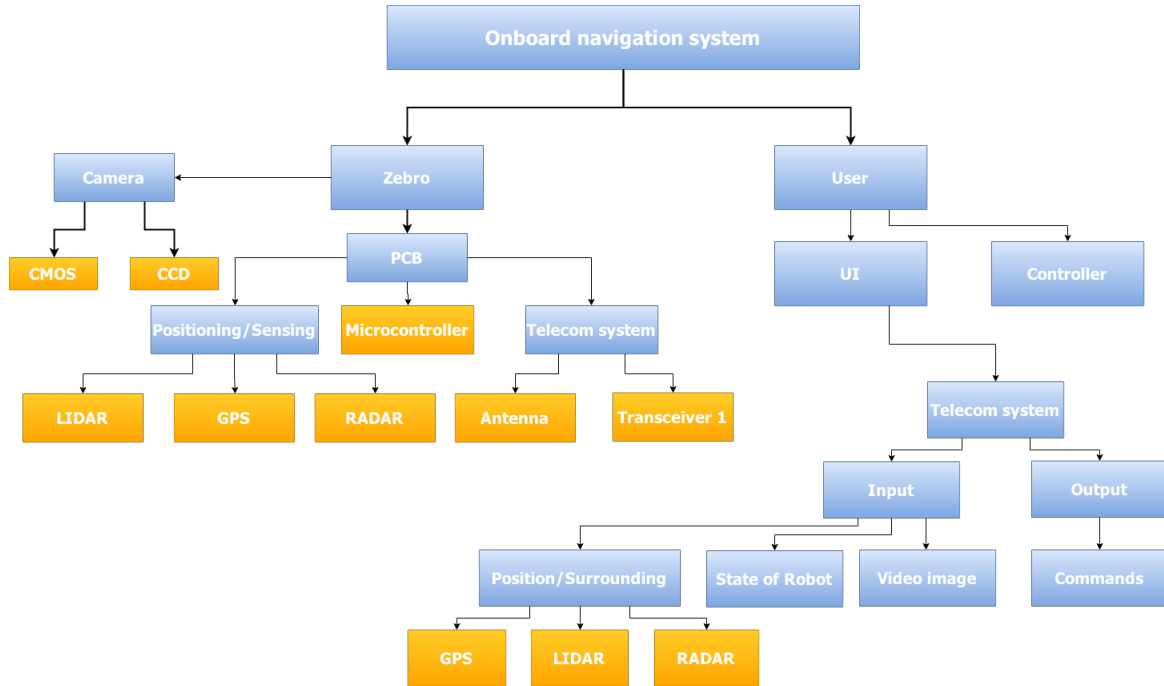 Onboard navigation system
Camera
Zebro
User
CMOS
CCD
PCB
UI
Controller
Positioning/Sensing
Microcontroller
Telecom system
LIDAR
GPS
RADAR
Antenna
Transceiver 1
Telecom system
Input
Output
Position/Surrounding
State of Robot
Video image
Commands
GPS
LIDAR
RADAR